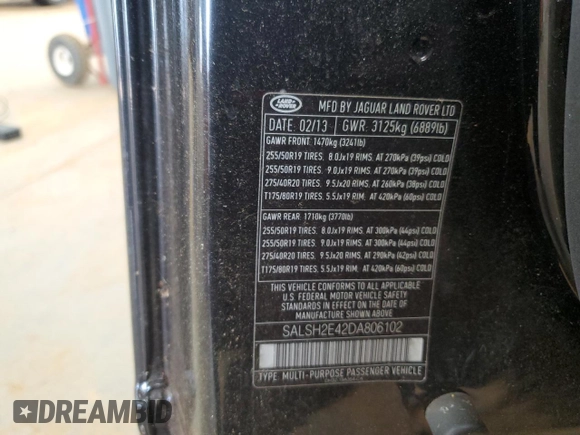 LAND ROVER
MFD BY JAGUAR LAND ROVER LTD
DATE: 02/13 GWR: 3125kg (6889lb)
GAWR FRONT: 1470kg (3241lb)
255/50R19 TIRES, 8.0Jx19 RIMS. AT 270kPa (39psi) COLD
255/50R19 TIRES, 9.0Jx19 RIMS. AT 270kPa (39psi) COLD
275/40R20 TIRES, 9.5Jx20 RIMS. AT 260kPa (38psi) COLD
T175/80R19 TIRES, 5.5Jx19 RIM. AT 420kPa (60psi) COLD
GAWR REAR: 1710kg (3770lb)
255/50R19 TIRES, 8.0Jx19 RIMS. AT 300kPa (44psi) COLD
255/50R19 TIRES, 9.0Jx19 RIMS. AT 300kPa (44psi) COLD
275/40R20 TIRES, 9.5Jx20 RIMS. AT 290kPa (42psi) COLD
T175/80R19 TIRES, 5.5Jx19 RIM. AT 420kPa (60psi) COLD
THIS VEHICLE CONFORMS TO ALL APPLICABLE
U.S. FEDERAL MOTOR VEHICLE SAFETY
STANDARDS IN EFFECT ON THE DATE OF
MANUFACTURE SHOWN ABOVE.
SALSH2E42DA806102
TYPE: MULTI-PURPOSE PASSENGER VEHICLE
DREAMBID